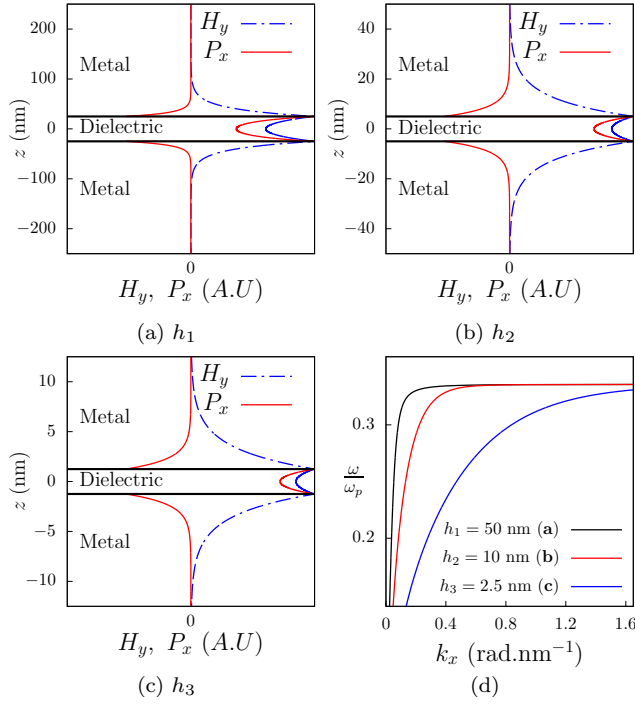 200
100
0
−100
−200
z (nm)
Metal
Dielectric
Metal
H_y
P_x
0
H_y, P_x (A.U)
(a) h_1
40
20
0
−20
−40
z (nm)
Metal
Dielectric
Metal
H_y
P_x
0
H_y, P_x (A.U)
(b) h_2
10
5
0
−5
−10
z (nm)
Metal
Dielectric
Metal
H_y
P_x
0
H_y, P_x (A.U)
(c) h_3
0.3
0.2
ω/ω_p
h_1 = 50 nm (a)
h_2 = 10 nm (b)
h_3 = 2.5 nm (c)
0 0.4 0.8 1.2 1.6
k_x (rad.nm⁻¹)
(d)